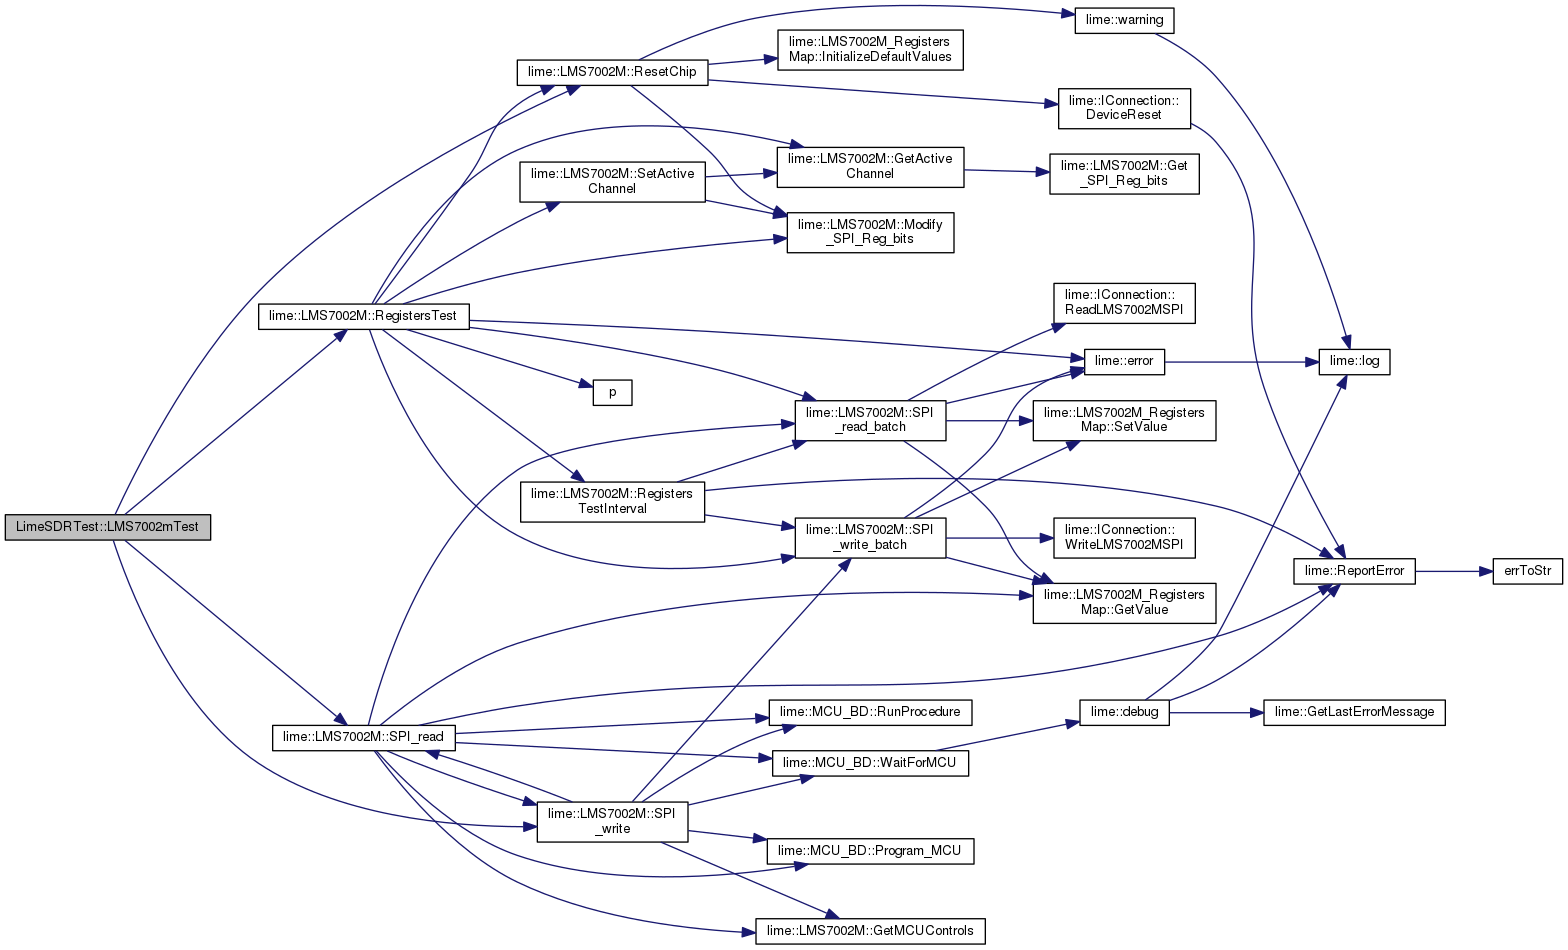 lime::warning
lime::LMS7002M_Registers
Map::InitializeDefaultValues
lime::LMS7002M::ResetChip
lime::IConnection::
DeviceReset
lime::LMS7002M::GetActive
Channel
lime::LMS7002M::Get
_SPI_Reg_bits
lime::LMS7002M::SetActive
Channel
lime::LMS7002M::Modify
_SPI_Reg_bits
lime::IConnection::
ReadLMS7002MSPI
lime::LMS7002M::RegistersTest
lime::error
lime::log
p
lime::LMS7002M::SPI
_read_batch
lime::LMS7002M_Registers
Map::SetValue
lime::LMS7002M::Registers
TestInterval
LimeSDRTest::LMS7002mTest
lime::LMS7002M::SPI
_write_batch
lime::IConnection::
WriteLMS7002MSPI
lime::ReportError
errToStr
lime::LMS7002M_Registers
Map::GetValue
lime::MCU_BD::RunProcedure
lime::debug
lime::GetLastErrorMessage
lime::LMS7002M::SPI_read
lime::MCU_BD::WaitForMCU
lime::LMS7002M::SPI
_write
lime::MCU_BD::Program_MCU
lime::LMS7002M::GetMCUControls